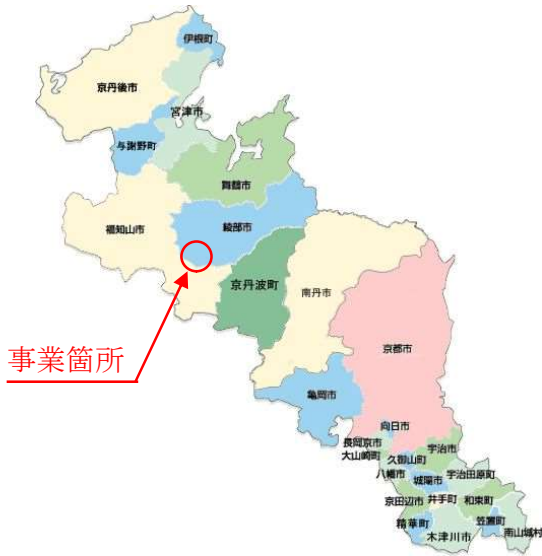 伊根町
京丹後市
宮津市
与謝野町
舞鶴市
福知山市
綾部市
京丹波町
南丹市
事業箇所
京都市
亀岡市
向日市
長岡京市
宇治市
大山崎町
久御山町
八幡市
宇治田原町
城陽市
京田辺市
井手町
和束町
精華町
笠置町
南山城村
木津川市